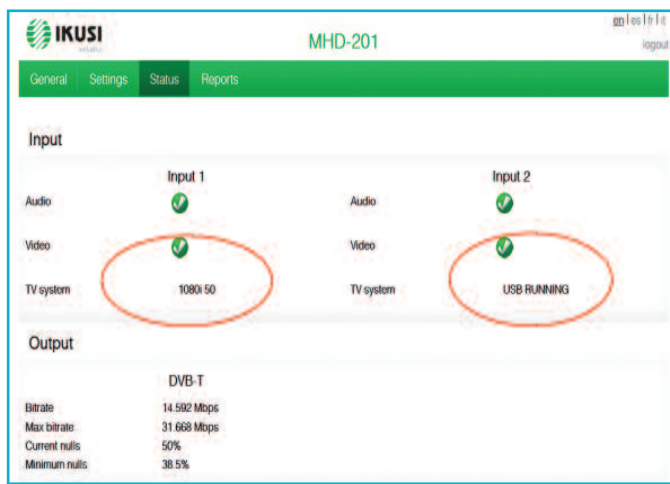 IKUSI
MHD-201
en | es | fr | it
logout
General Settings Status Reports
Input
Input 1 Input 2
Audio Audio
Video Video
TV system 1080i 50 TV system USB RUNNING
Output
DVB-T
Bitrate 14.592 Mbps
Max bitrate 31.668 Mbps
Current nulls 50%
Minimum nulls 38.5%